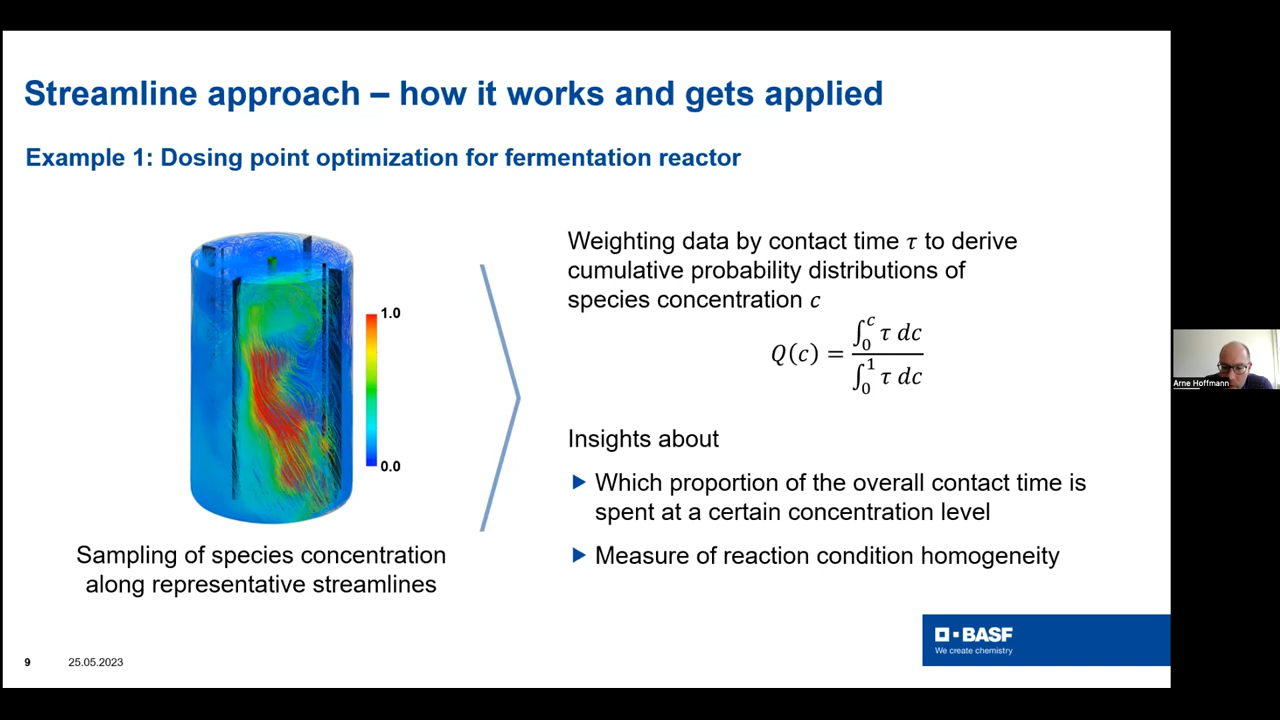 Streamline approach – how it works and gets applied
Example 1: Dosing point optimization for fermentation reactor
1.0
0.0
Sampling of species concentration
along representative streamlines
Weighting data by contact time τ to derive
cumulative probability distributions of
species concentration c
Q(c) = ∫₀ᶜ τ dc / ∫₀¹ τ dc
Insights about
Which proportion of the overall contact time is
spent at a certain concentration level
Measure of reaction condition homogeneity
BASF
We create chemistry
9 25.05.2023
Arne Hoffmann